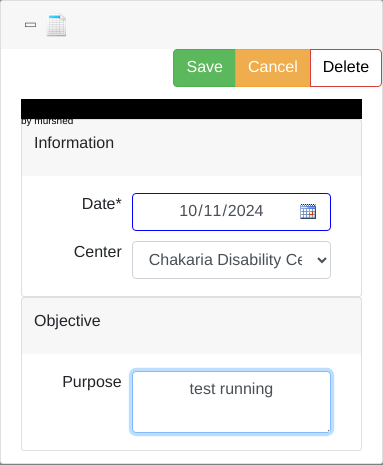 Save Cancel Delete
by murshed
Information
Date* 10/11/2024
Center Chakaria Disability Ce
Objective
Purpose test running